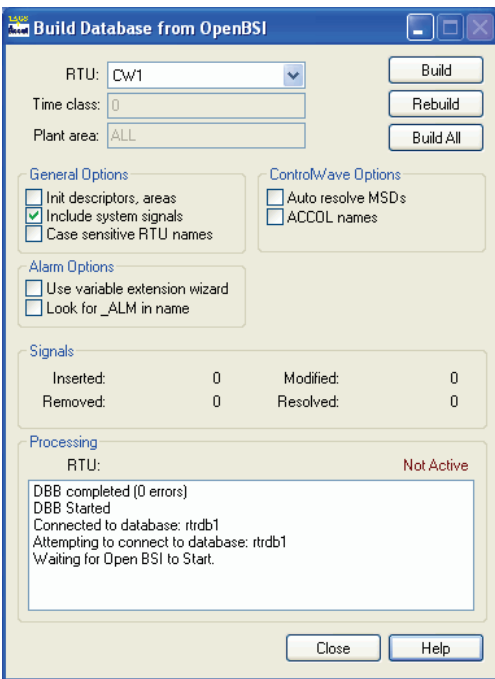 Build Database from OpenBSI
RTU: CW1
Build
Time class: 0
Rebuild
Plant area: ALL
Build All
General Options
Init descriptors, areas
Include system signals
Case sensitive RTU names
ControlWave Options
Auto resolve MSDs
ACCOL names
Alarm Options
Use variable extension wizard
Look for _ALM in name
Signals
Inserted: 0 Modified: 0
Removed: 0 Resolved: 0
Processing
RTU: Not Active
DBB completed (0 errors)
DBB Started
Connected to database: rtrdb1
Attempting to connect to database: rtrdb1
Waiting for Open BSI to Start.
Close Help